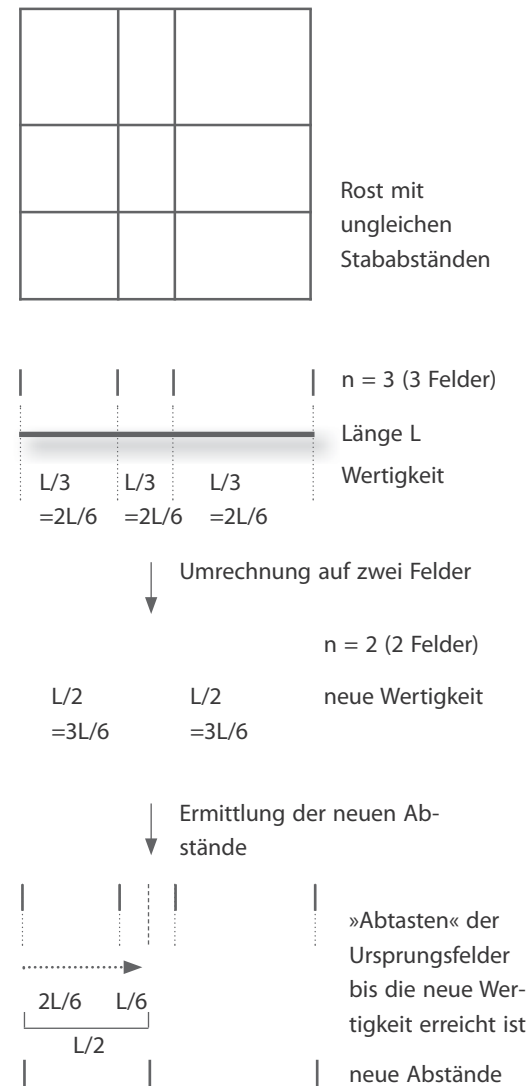 Rost mit
ungleichen
Stababständen
n = 3 (3 Felder)
Länge L
L/3 L/3 L/3 Wertigkeit
=2L/6 =2L/6 =2L/6
Umrechnung auf zwei Felder
n = 2 (2 Felder)
L/2 L/2 neue Wertigkeit
=3L/6 =3L/6
Ermittlung der neuen Ab-
stände
»Abtasten« der
Ursprungsfelder
bis die neue Wer-
tigkeit erreicht ist
2L/6 L/6
L/2
neue Abstände